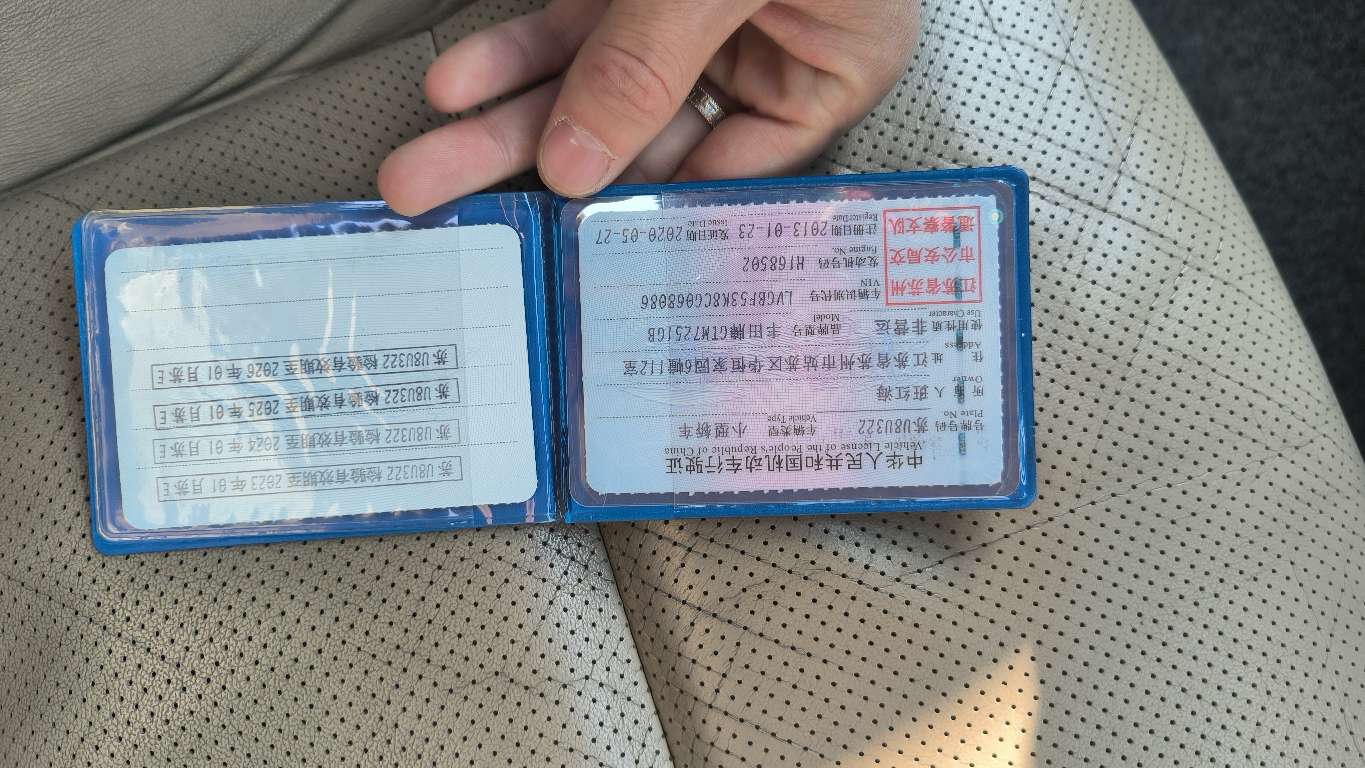 中华人民共和国机动车行驶证
Vehicle License of the People's Republic of China
号牌号码 苏U8U322 车辆类型 小型轿车
Plate No. Vehicle Type
所有人 班红海
Owner
住址 江苏省苏州市姑苏区华恒家园6幢1112室
Address
使用性质 非营运 品牌型号 丰田牌GTM7251GB
Use Character Model
车辆识别代号 LVGBF53K8CG068086
VIN
发动机号码 H168502
Engine No.
注册日期 2013-01-23 发证日期 2020-05-27
Register Date Issue Date
江苏省苏州
市公安局交
通警察支队
苏U8U322 检验有效期至 2023年01月苏E
苏U8U322 检验有效期至 2024年01月苏E
苏U8U322 检验有效期至 2025年01月苏E
苏U8U322 检验有效期至 2026年01月苏E